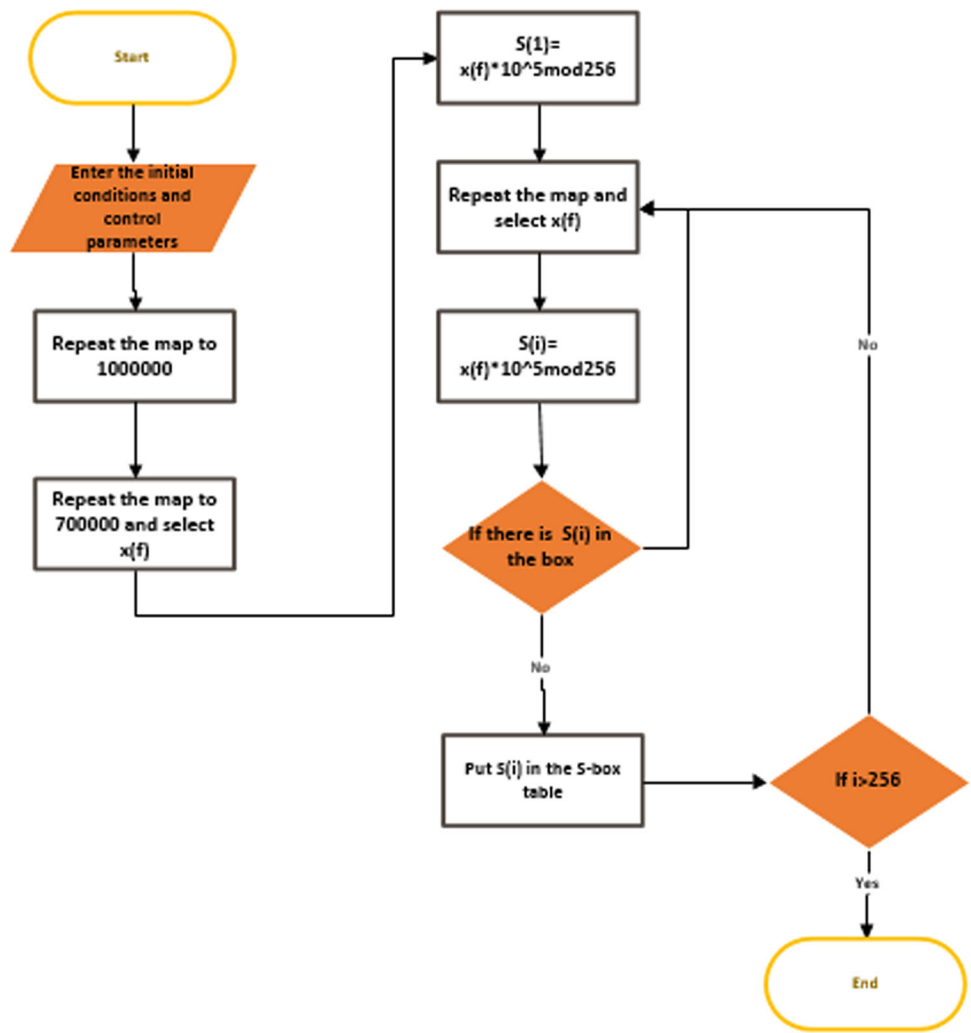 Start
Enter the initial
conditions and
control
parameters
Repeat the map to
1000000
Repeat the map to
700000 and select
x(f)
S(1)=
x(f)*10^5mod256
Repeat the map and
select x(f)
S(i)=
x(f)*10^5mod256
If there is S(i) in
the box
No
Put S(i) in the S-box
table
No
If i>256
Yes
End